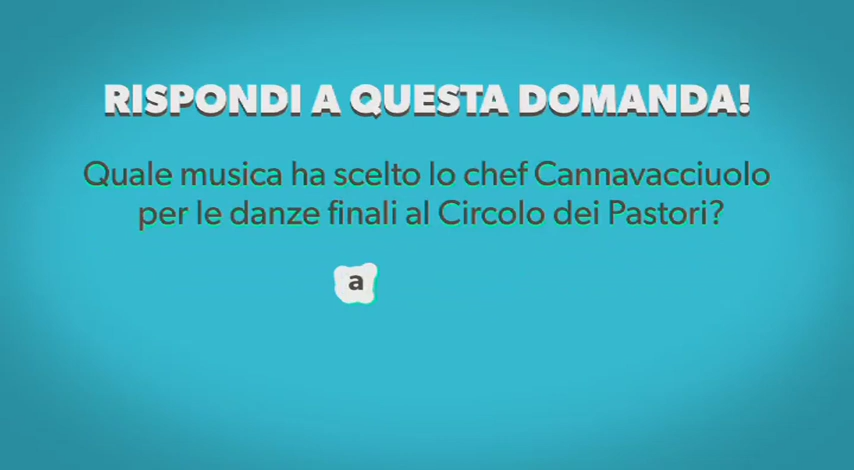 RISPONDI A QUESTA DOMANDA!
Quale musica ha scelto lo chef Cannavacciuolo
per le danze finali al Circolo dei Pastori?
a